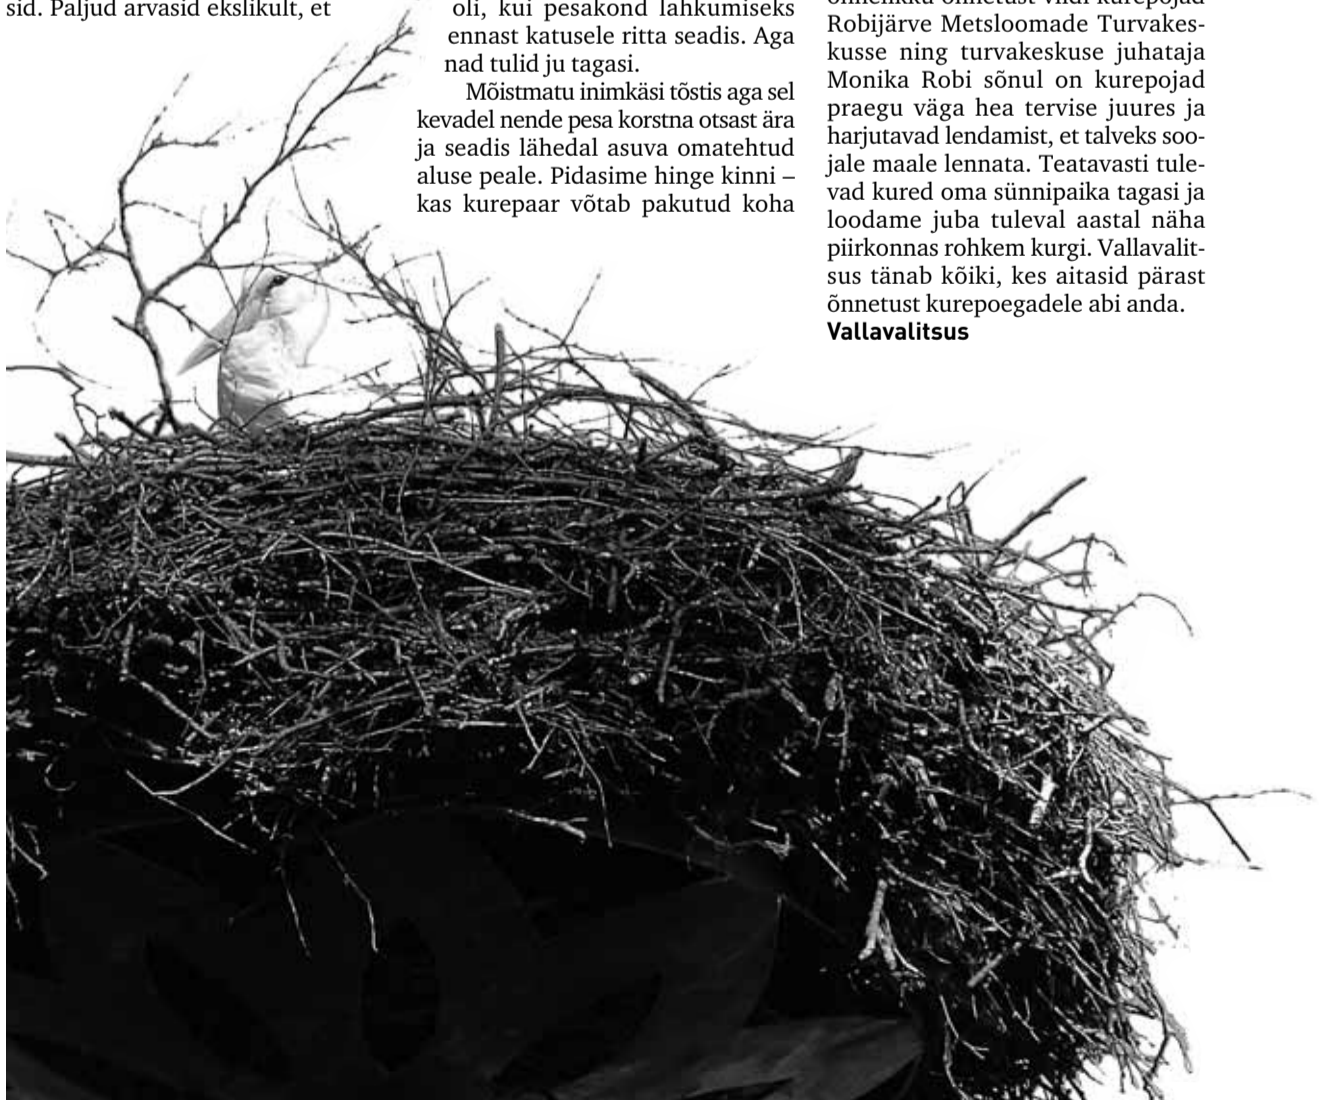 sid. Paljud arvasid ekslikult, et
oli, kui pesakond lahkumiseks
ennast katusele ritta seadis. Aga
nad tulid ju tagasi.
Mõistmatu inimkäsi tõstis aga sel
kevadel nende pesa korstna otsast ära
ja seadis lähedal asuva omatehtud
aluse peale. Pidasime hinge kinni –
kas kurepaar võtab pakutud koha
õnnelikku õnnetust viidi kurepojad
Robijärve Metsloomade Turvakes-
kusse ning turvakeskuse juhataja
Monika Robi sõnul on kurepojad
praegu väga hea tervise juures ja
harjutavad lendamist, et talveks soo-
jale maale lennata. Teatavasti tule-
vad kured oma sünnipaika tagasi ja
loodame juba tuleval aastal näha
piirkonnas rohkem kurgi. Vallavalit-
sus tänab kõiki, kes aitasid pärast
õnnetust kurepoegadele abi anda.
Vallavalitsus